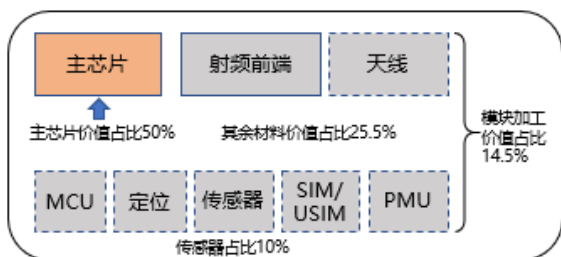 主芯片
射频前端
天线
主芯片价值占比50%
其余材料价值占比25.5%
模块加工
价值占比
14.5%
MCU
定位
传感器
SIM/
USIM
PMU
传感器占比10%